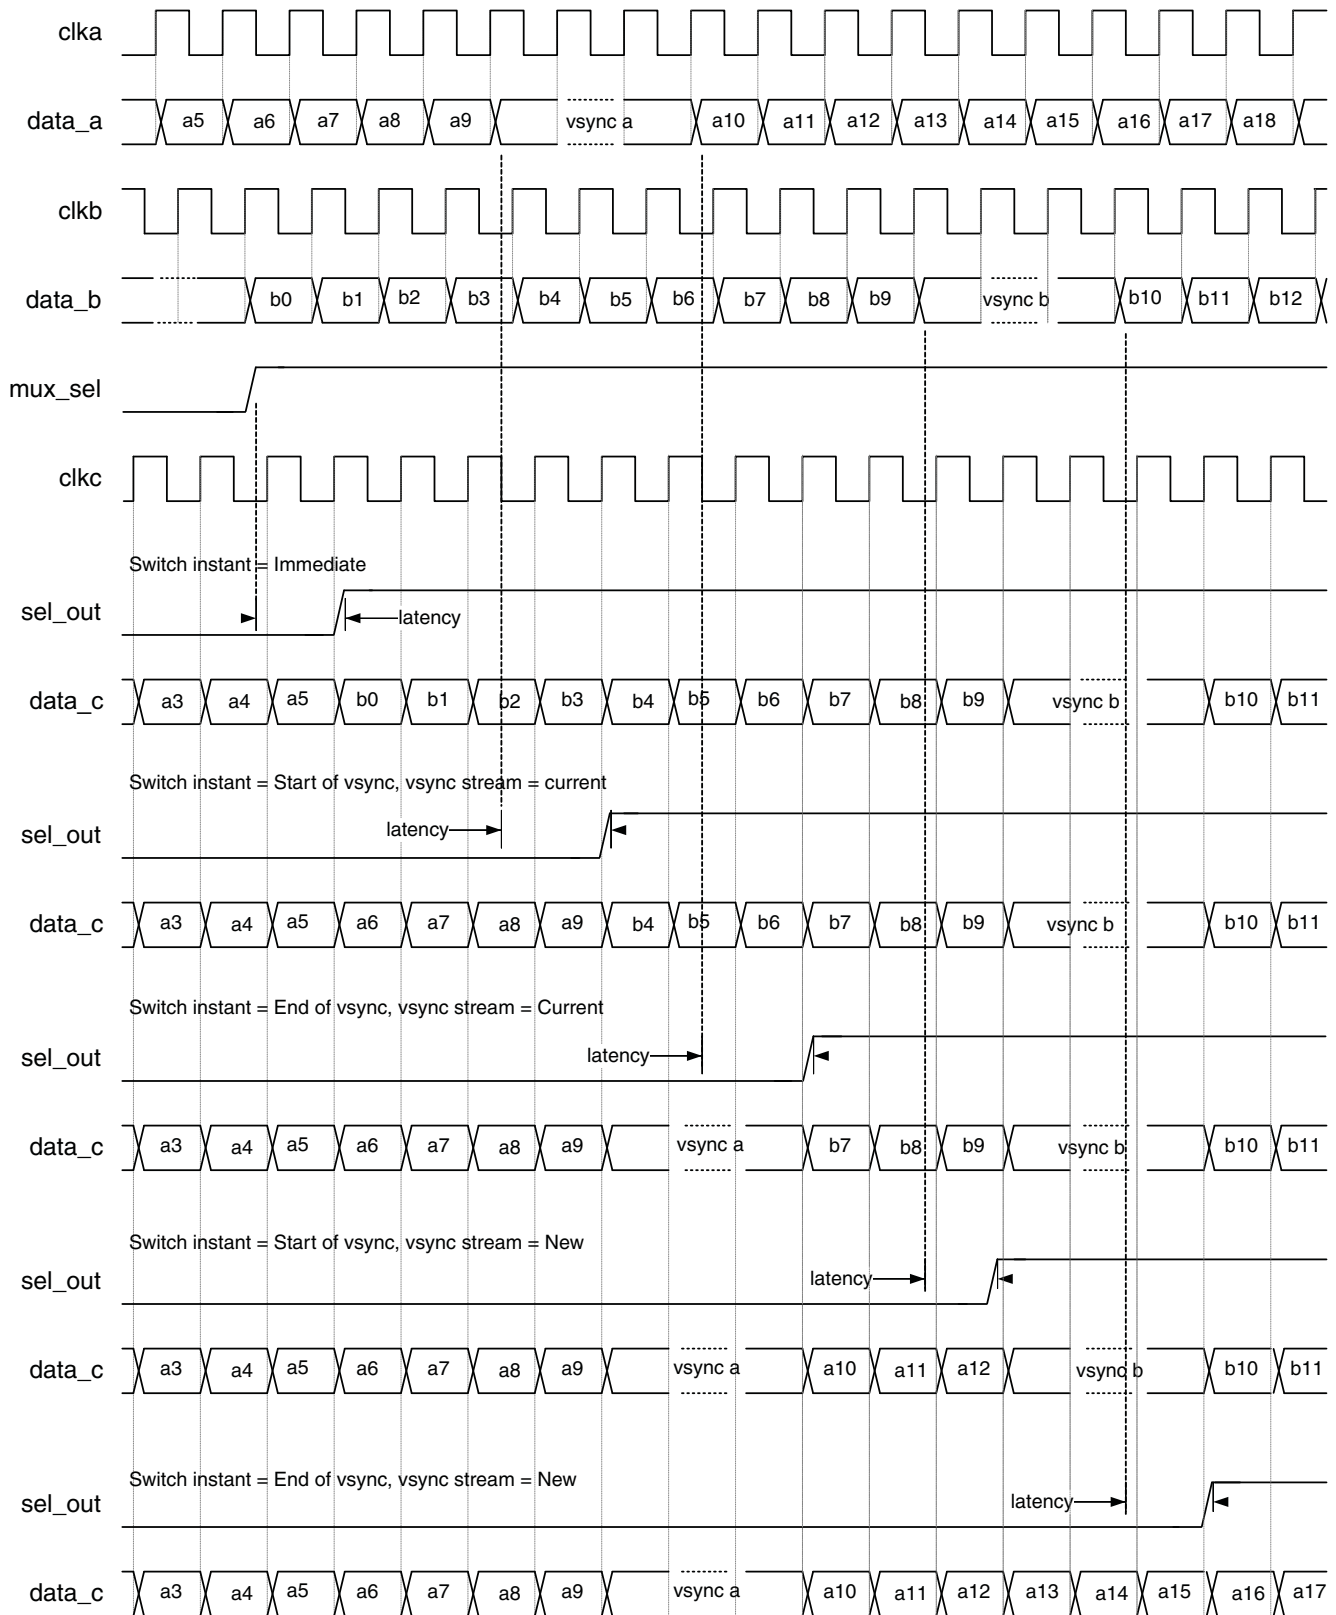 clka
data_a a5 a6 a7 a8 a9 vsync a a10 a11 a12 a13 a14 a15 a16 a17 a18
clkb
data_b b0 b1 b2 b3 b4 b5 b6 b7 b8 b9 vsync b b10 b11 b12
mux_sel
clkc
Switch instant = Immediate
sel_out latency
data_c a3 a4 a5 b0 b1 b2 b3 b4 b5 b6 b7 b8 b9 vsync b b10 b11
Switch instant = Start of vsync, vsync stream = current
sel_out latency
data_c a3 a4 a5 a6 a7 a8 a9 b4 b5 b6 b7 b8 b9 vsync b b10 b11
Switch instant = End of vsync, vsync stream = Current
sel_out latency
data_c a3 a4 a5 a6 a7 a8 a9 vsync a b7 b8 b9 vsync b b10 b11
Switch instant = Start of vsync, vsync stream = New
sel_out latency
data_c a3 a4 a5 a6 a7 a8 a9 vsync a a10 a11 a12 vsync b b10 b11
Switch instant = End of vsync, vsync stream = New
sel_out latency
data_c a3 a4 a5 a6 a7 a8 a9 vsync a a10 a11 a12 a13 a14 a15 a16 a17